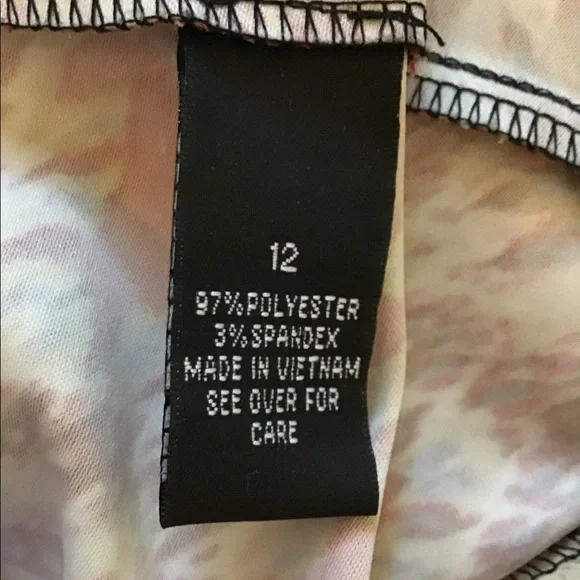 12
97%POLYESTER
3%SPANDEX
MADE IN VIETNAM
SEE OVER FOR
CARE